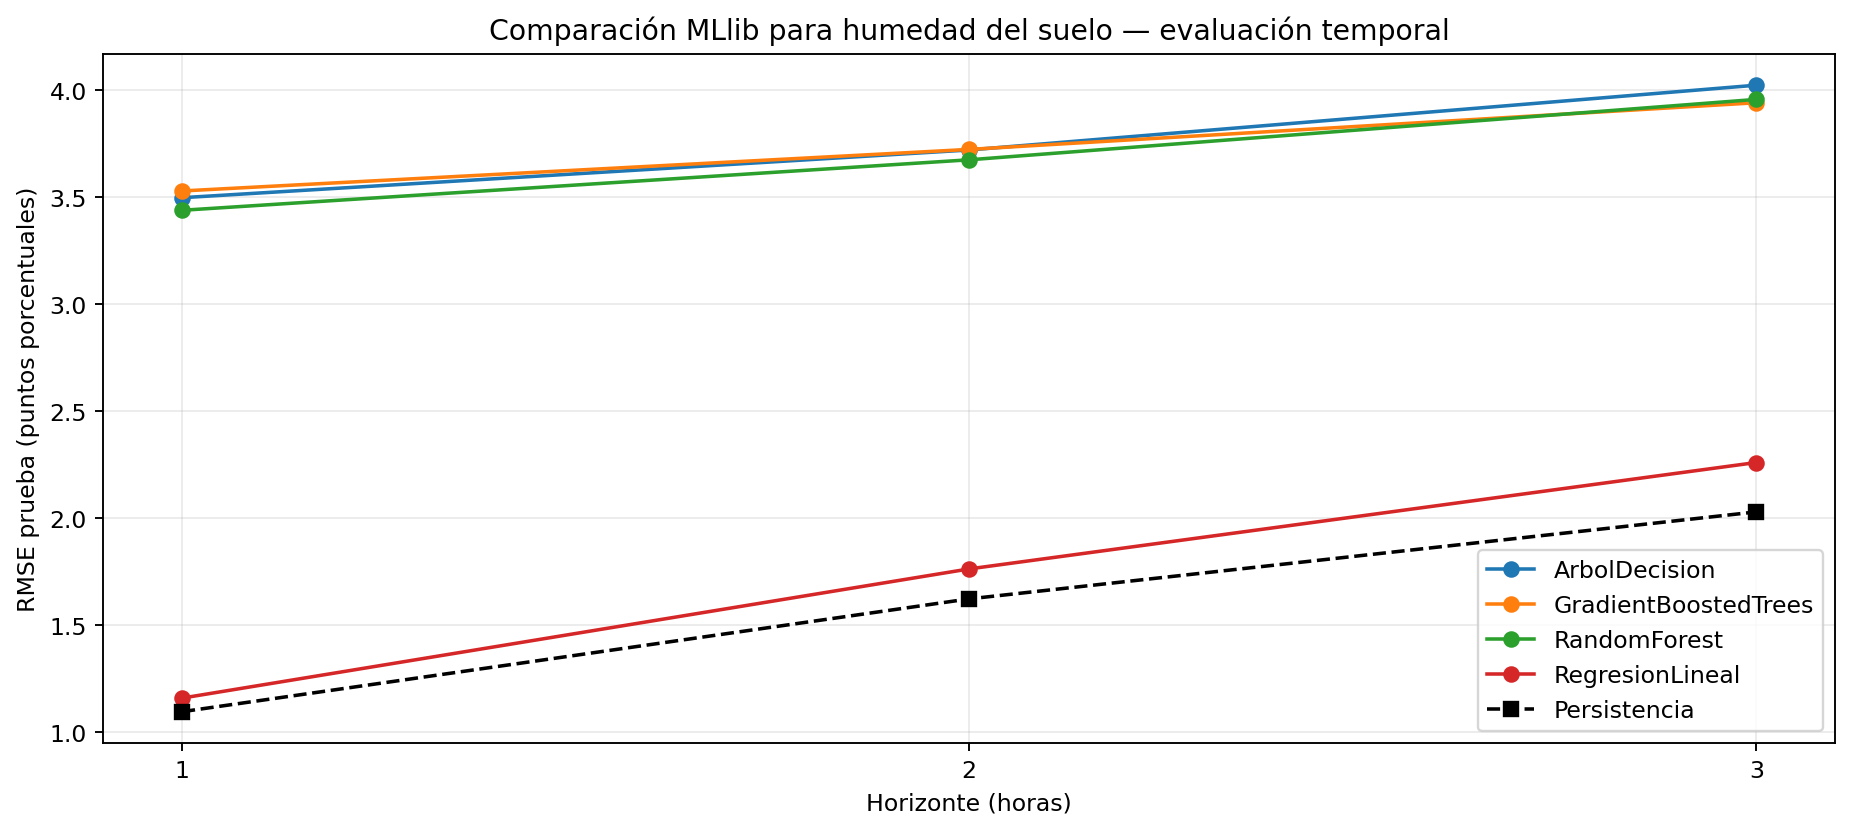 Comparación MLlib para humedad del suelo — evaluación temporal
RMSE prueba (puntos porcentuales)
4.0
3.5
3.0
2.5
2.0
1.5
1.0
ArbolDecision
GradientBoostedTrees
RandomForest
RegresionLineal
Persistencia
1
2
3
Horizonte (horas)